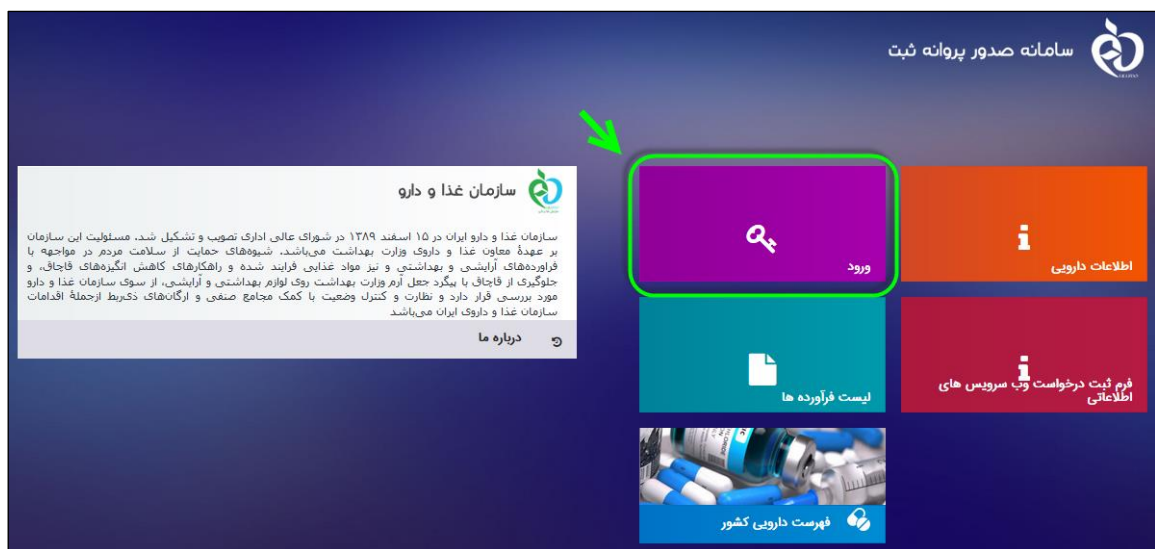 سامانه صدور پروانه ثبت
اطلاعات دارویی
ورود
فرم ثبت درخواست وب سرویس های
اطلاعاتی
لیست فرآورده ها
فهرست دارویی کشور
سازمان غذا و دارو
سازمان غذا و دارو ایران در ۱۵ اسفند ۱۳۸۹ در شورای عالی اداری تصویب و تشکیل شد. مسئولیت این سازمان
بر عهدهٔ معاون غذا و داروی وزارت بهداشت می‌باشد. شیوه‌های حمایت از سلامت مردم در مواجهه با
فراورده‌های آرایشی و بهداشتی و نیز مواد غذایی فرایند شده و راهکارهای کاهش انگیزه‌های قاچاق، و
جلوگیری از قاچاق با پیگرد جعل آرم وزارت بهداشت روی لوازم بهداشتی و آرایشی، از سوی سازمان غذا و دارو
مورد بررسی قرار دارد و نظارت و کنترل وضعیت با کمک مجامع صنفی و ارگان‌های ذی‌ربط ازجملهٔ اقدامات
سازمان غذا و داروی ایران می‌باشد
درباره ما